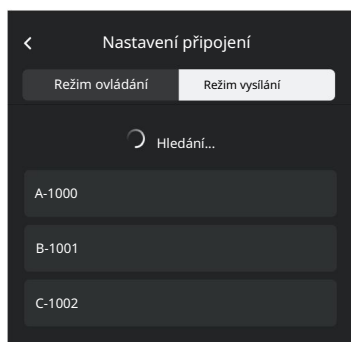 Nastavení připojení
Režim ovládání Režim vysílání
Hledání...
A-1000
B-1001
C-1002